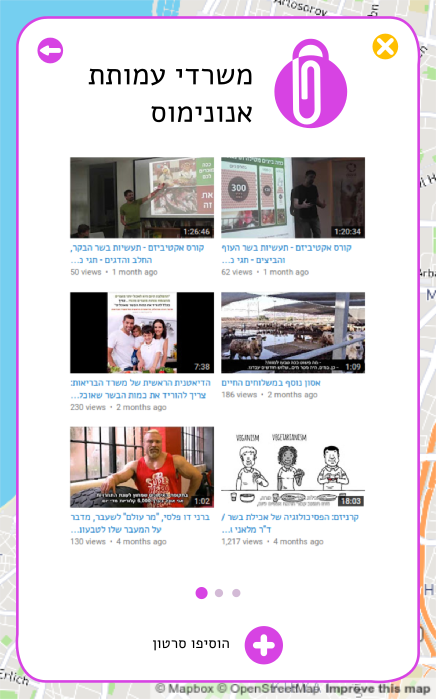 Artosarov
משרדי עמותת
אנונימוס
300
1:20:34
קורס אקטיביזם - תעשיות בשר העוף
והביצים - תגי נ...
62 views • 1 month ago
את
זה
1:26:46
קורס אקטיביזם - תעשיות בשר הבקר,
החלב והדגים - תגי נ...
50 views • 1 month ago
1:09
אסון נוסף במשלוחים החיים
186 views • 2 months ago
7:38
הדיאטנית הראשית של משרד הבריאות:
צריך להוריד את כמות הבשר שאוכל...
230 views • 2 months ago
VEGANISM
VEGETARIANISM
18:03
קרניזם: הפסיכולוגיה של אכילת בשר /
ד"ר מלאני ג...
1,217 views • 4 months ago
1:02
ברני דו פלסי, "מר עולם" לשעבר, מדבר
על המעבר שלו לטבעונ...
130 views • 4 months ago
הוסיפו סרטון
Erlich
© Mapbox © OpenStreetMap Improve this map